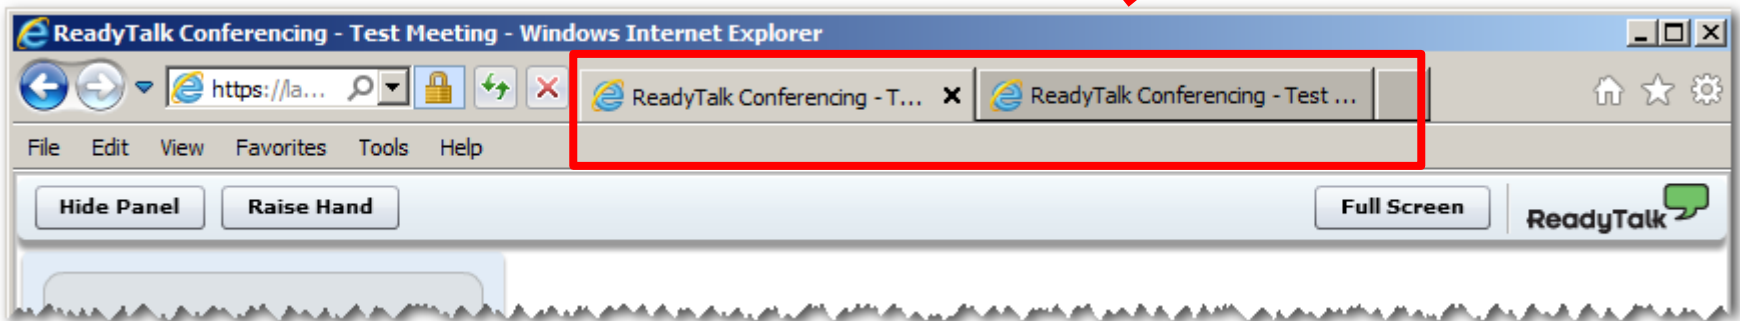 ReadyTalk Conferencing - Test Meeting - Windows Internet Explorer
https://la... ReadyTalk Conferencing - T... ReadyTalk Conferencing - Test ...
File Edit View Favorites Tools Help
Hide Panel Raise Hand Full Screen ReadyTalk